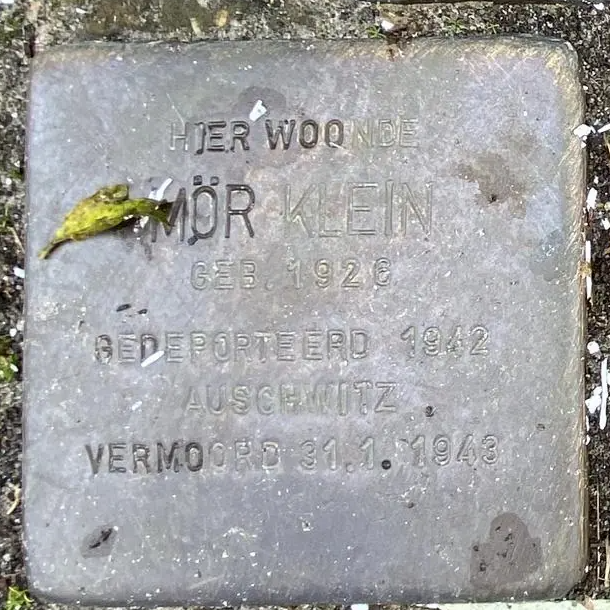 HIER WOONDE
MÖR KLEIN
GEB. 1926
GEDEPORTEERD 1942
AUSCHWITZ
VERMOORD 31.1.1943